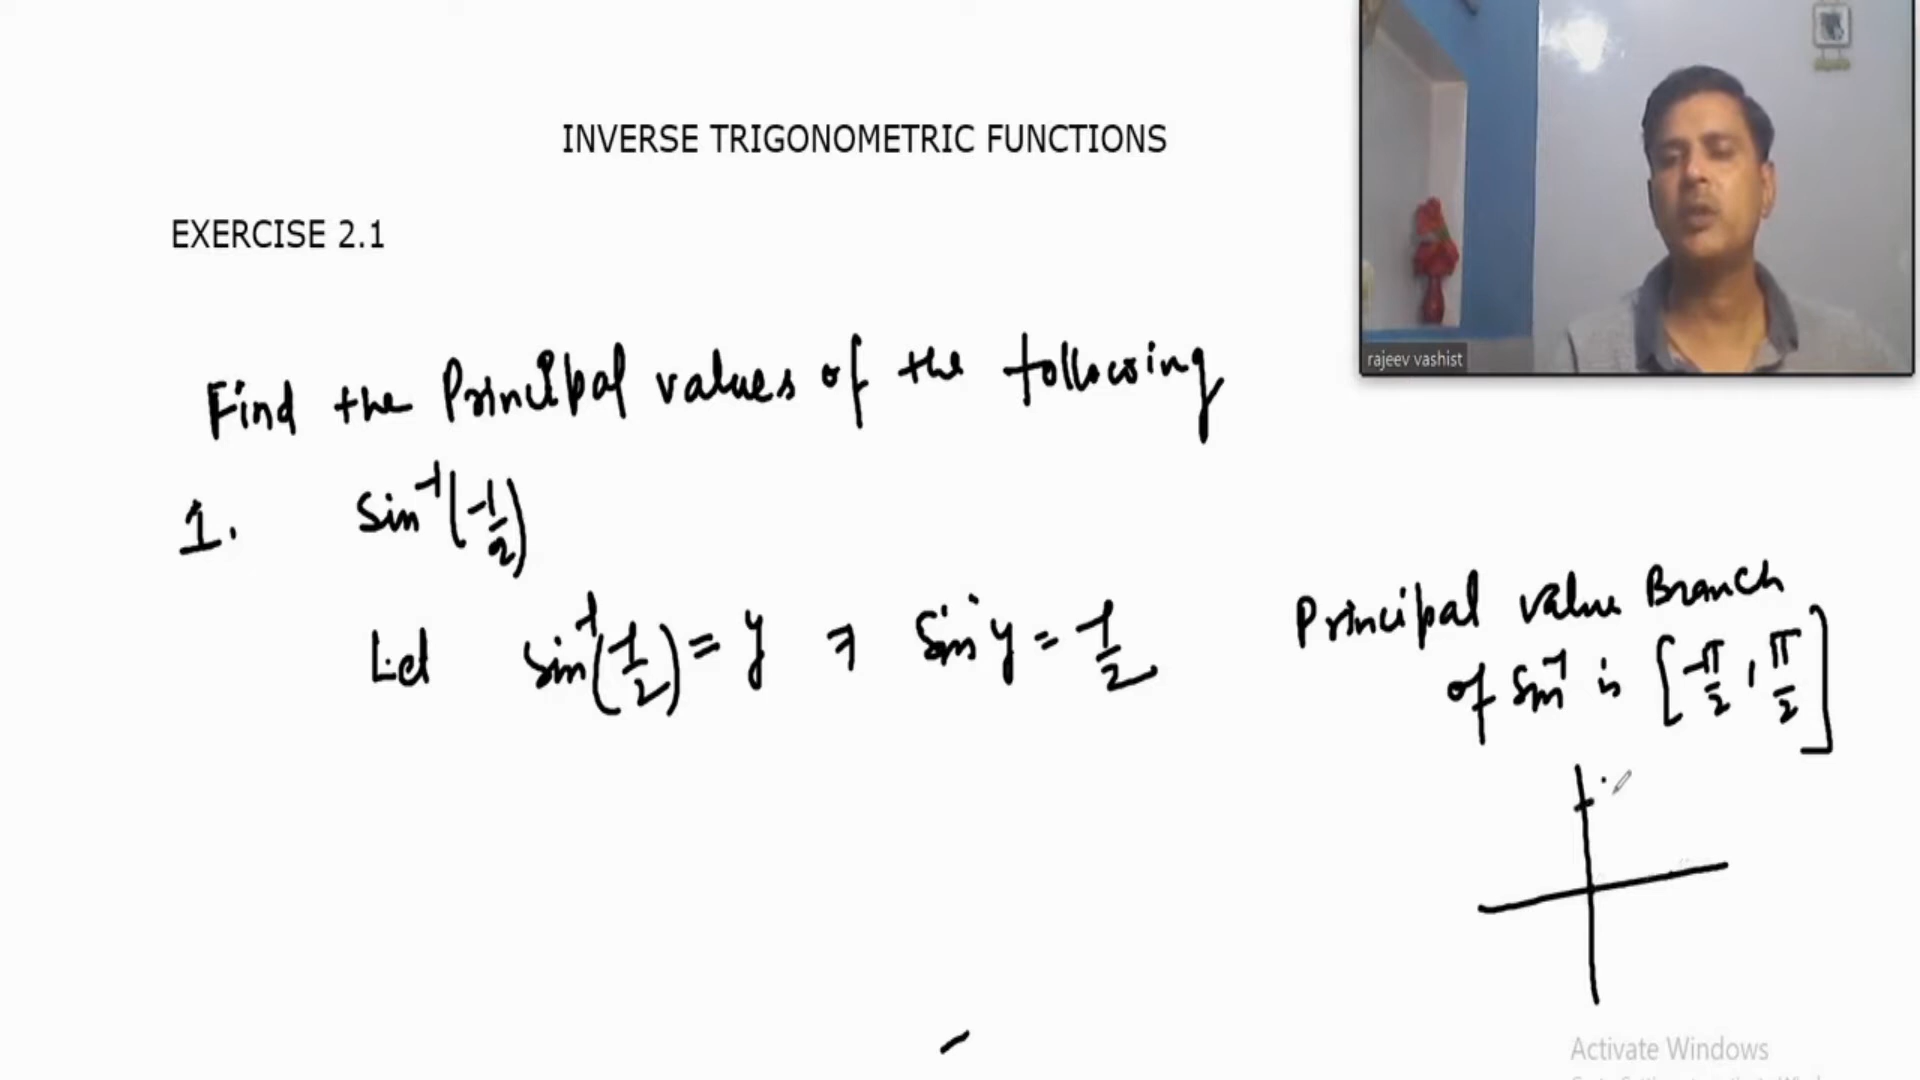 INVERSE TRIGONOMETRIC FUNCTIONS
EXERCISE 2.1
rajeev vashist
Find the Principal values of the following
1. Sin⁻¹(-1/2)
Let sin⁻¹(-1/2) = y ⇒ Sin y = -1/2
Principal value Branch
of Sin⁻¹ is [-π/2, π/2]
Activate Windows